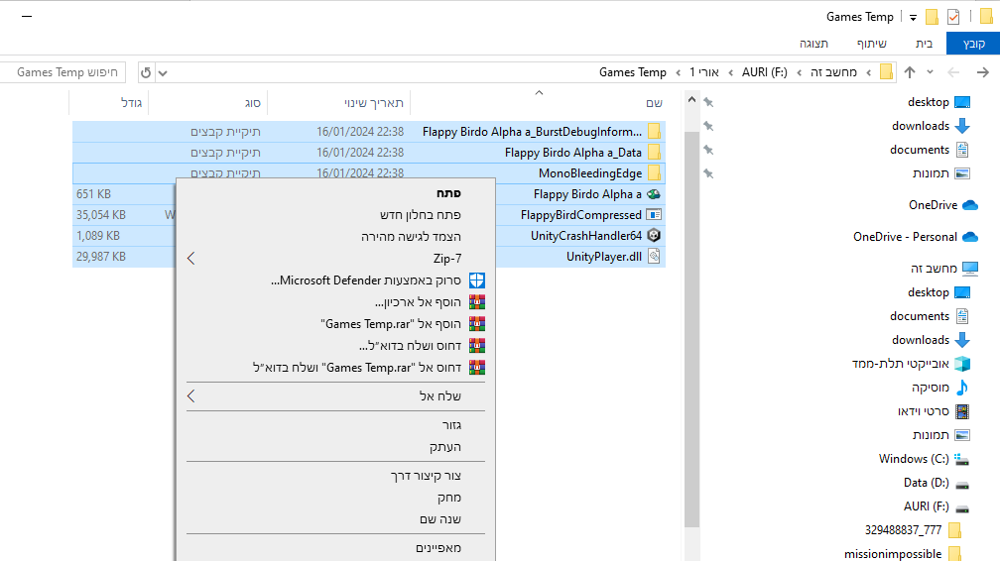 Games Temp
קובץ
בית
שיתוף
תצוגה
מחשב זה
AURI (F:)
אורי 1
Games Temp
חיפוש Games Temp
desktop
downloads
documents
תמונות
OneDrive
OneDrive - Personal
מחשב זה
desktop
documents
downloads
אובייקטי תלת-ממד
מוסיקה
סרטי וידאו
תמונות
Windows (C:)
Data (D:)
AURI (F:)
329488837_777
missionimpossible
שם
תאריך שינוי
סוג
גודל
Flappy Birdo Alpha a_BurstDebugInform...
16/01/2024 22:38
תיקיית קבצים
Flappy Birdo Alpha a_Data
16/01/2024 22:38
תיקיית קבצים
MonoBleedingEdge
16/01/2024 22:38
תיקיית קבצים
Flappy Birdo Alpha a
651 KB
FlappyBirdCompressed
W
35,054 KB
UnityCrashHandler64
1,089 KB
UnityPlayer.dll
29,987 KB
פתח
פתח בחלון חדש
הצמד לגישה מהירה
Zip-7
סרוק באמצעות Microsoft Defender...
הוסף אל ארכיון...
הוסף אל "Games Temp.rar"
דחוס ושלח בדוא״ל...
דחוס אל "Games Temp.rar" ושלח בדוא״ל
שלח אל
גזור
העתק
צור קיצור דרך
מחק
שנה שם
מאפיינים